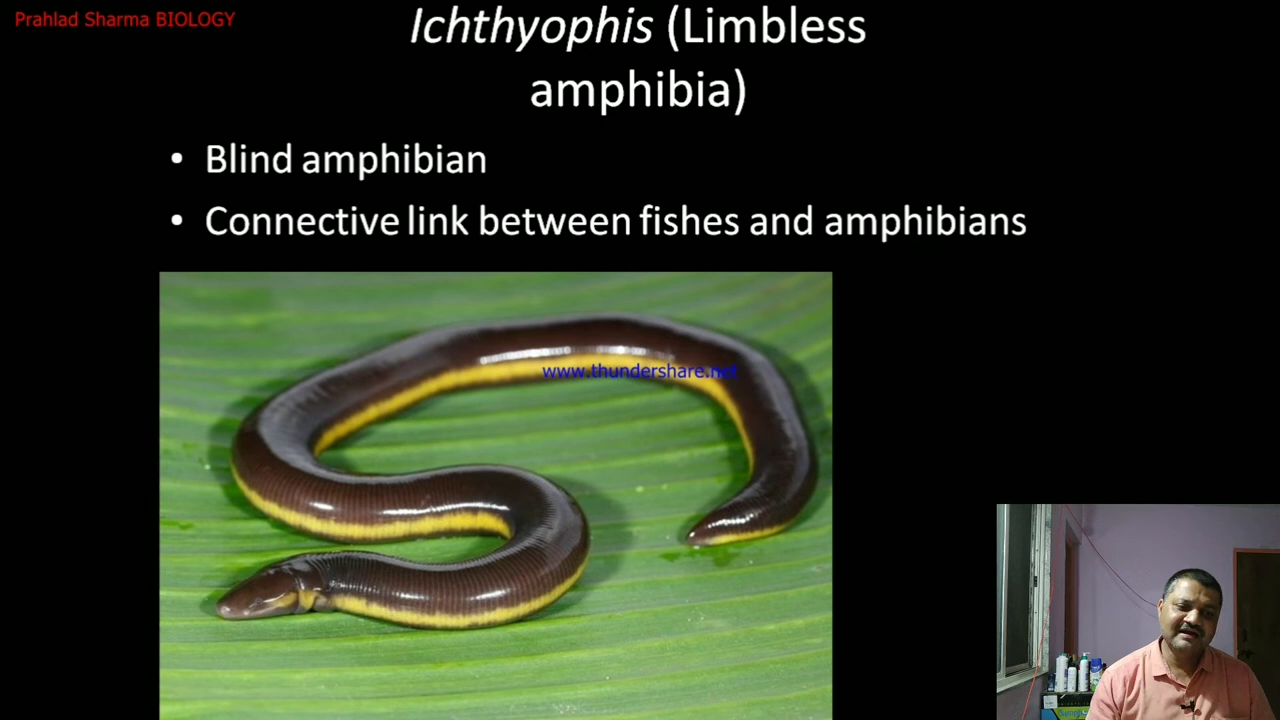 Prahlad Sharma BIOLOGY
Ichthyophis (Limbless
amphibia)
• Blind amphibian
• Connective link between fishes and amphibians
www.thundershare.net